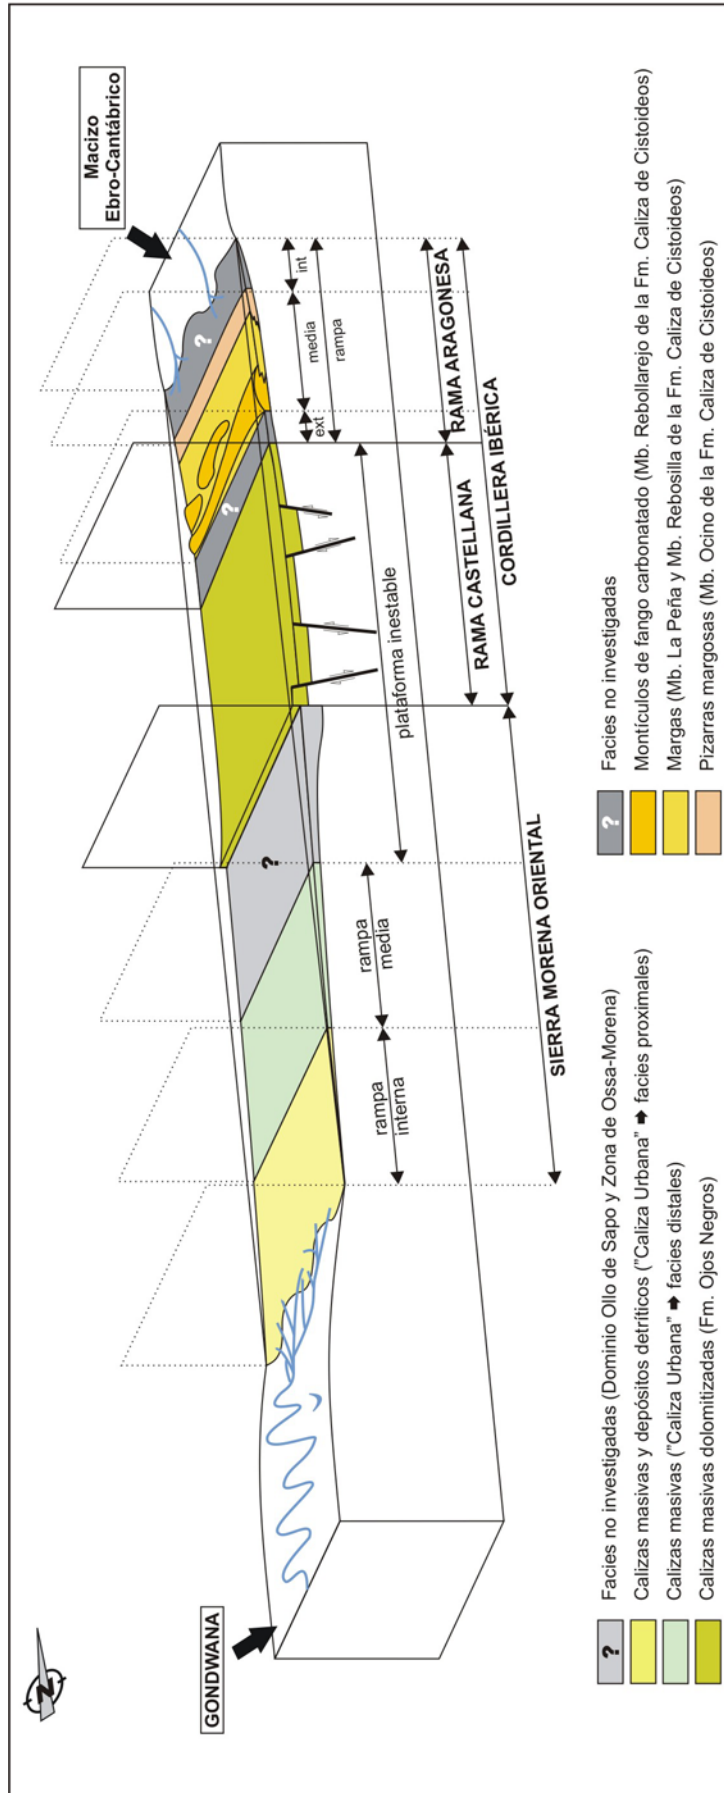 N
GONDWANA
Macizo
Ebro-Cantábrico
?
?
?
rampa
interna
rampa
media
plataforma inestable
ext
media
int
rampa
SIERRA MORENA ORIENTAL
RAMA CASTELLANA
RAMA ARAGONESA
CORDILLERA IBÉRICA
? Facies no investigadas (Dominio Ollo de Sapo y Zona de Ossa-Morena)
Calizas masivas y depósitos detríticos ("Caliza Urbana" ➡ facies proximales)
Calizas masivas ("Caliza Urbana" ➡ facies distales)
Calizas masivas dolomitizadas (Fm. Ojos Negros)
? Facies no investigadas
Montículos de fango carbonatado (Mb. Rebollarejo de la Fm. Caliza de Cistoideos)
Margas (Mb. La Peña y Mb. Rebosilla de la Fm. Caliza de Cistoideos)
Pizarras margosas (Mb. Ocino de la Fm. Caliza de Cistoideos)